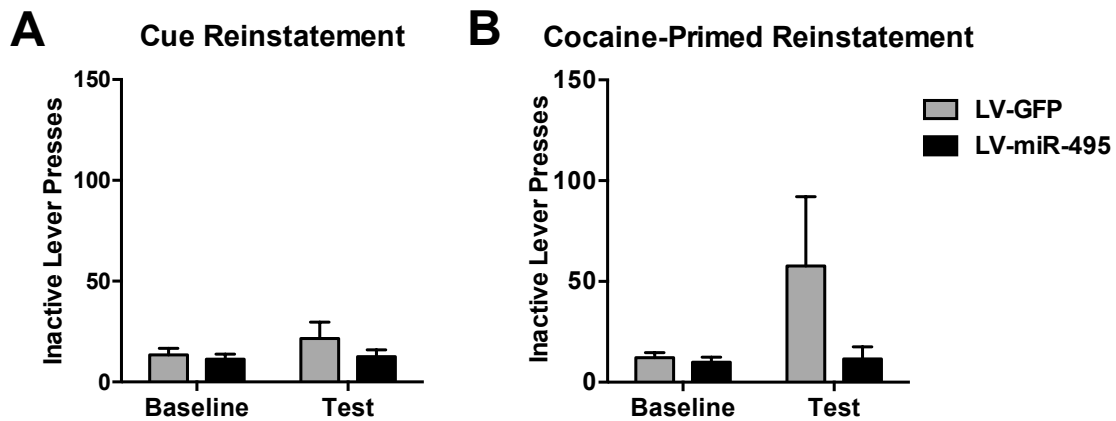 A
Cue Reinstatement
Inactive Lever Presses
150
100
50
0
Baseline
Test
B
Cocaine-Primed Reinstatement
Inactive Lever Presses
150
100
50
0
Baseline
Test
LV-GFP
LV-miR-495